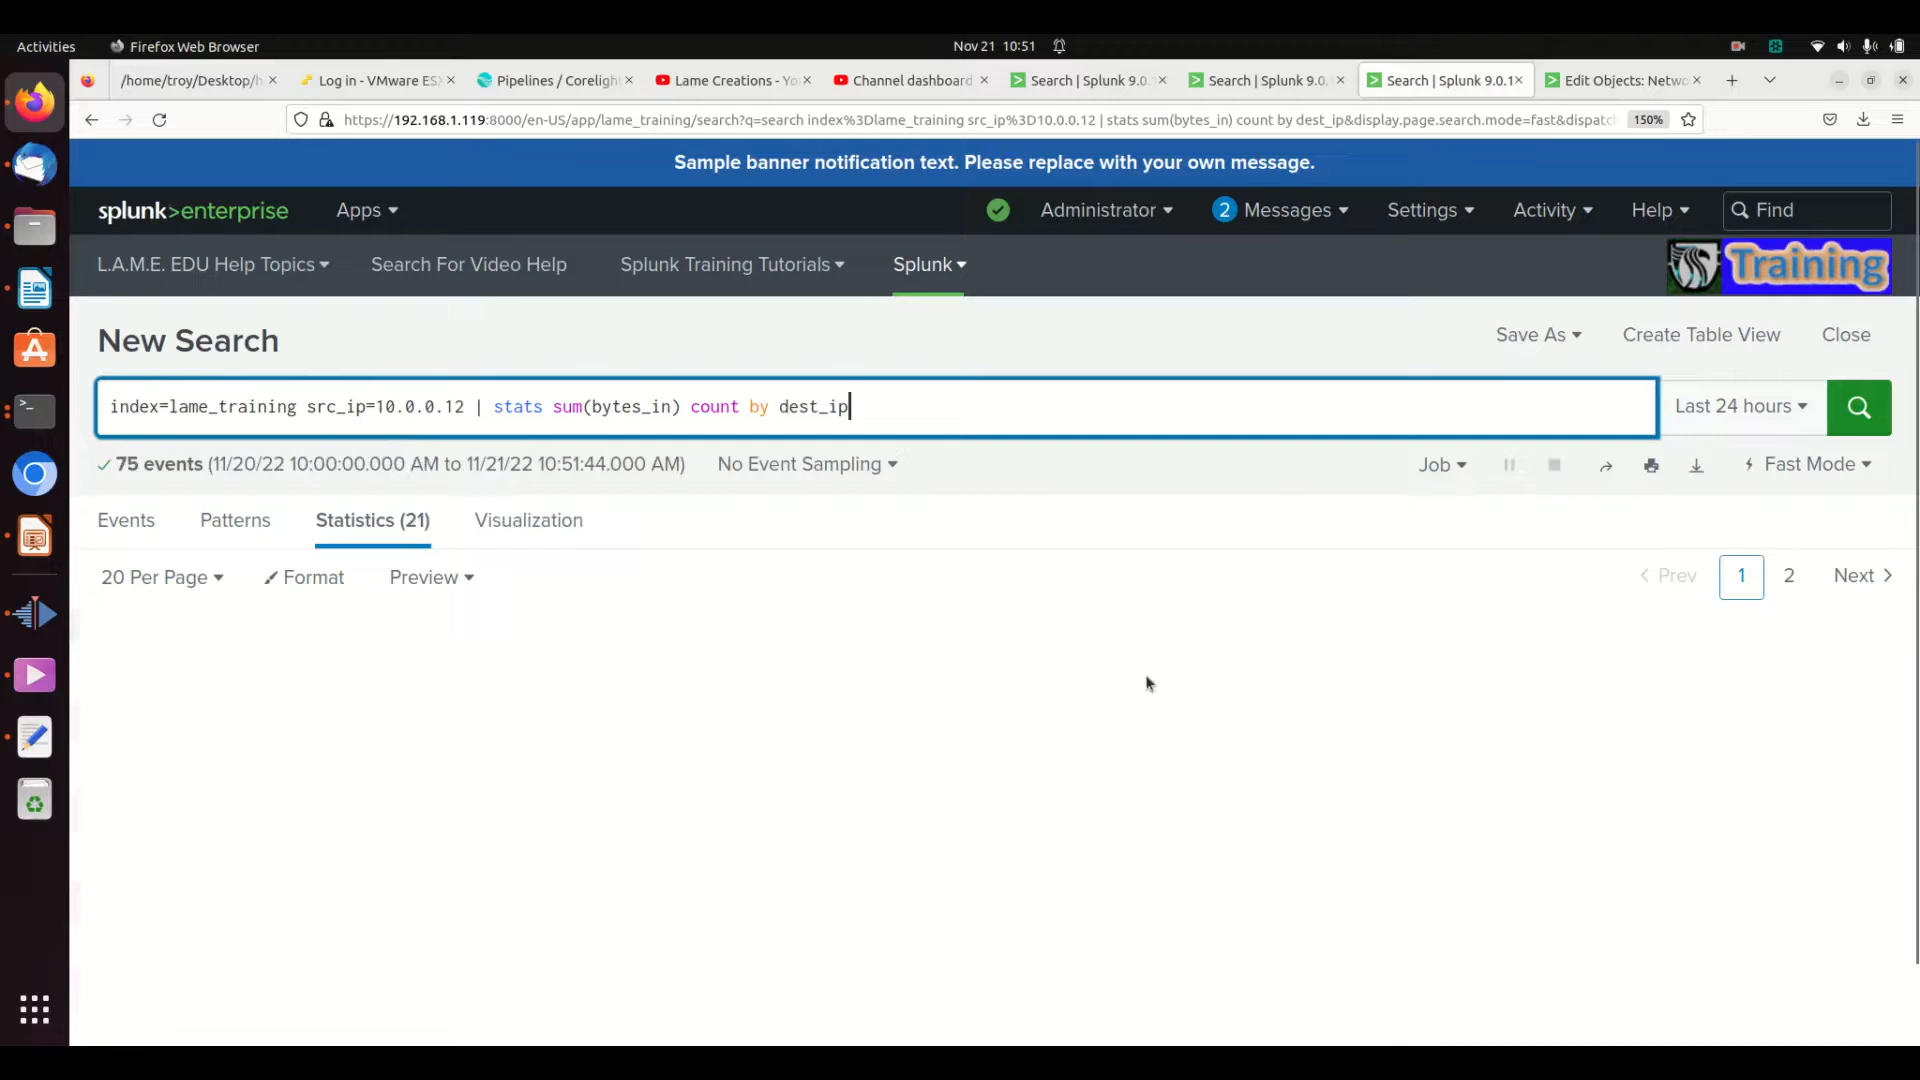 Activities
Firefox Web Browser
Nov 21 10:51
/home/troy/Desktop/h
Log in - VMware ESX
Pipelines / Corelight
Lame Creations - Yo
Channel dashboard
Search | Splunk 9.0.1
Search | Splunk 9.0.
Search | Splunk 9.0.1
Edit Objects: Netwo
https://192.168.1.119:8000/en-US/app/lame_training/search?q=search index%3Dlame_training src_ip%3D10.0.0.12 | stats sum(bytes_in) count by dest_ip&display.page.search.mode=fast&dispatc
150%
Sample banner notification text. Please replace with your own message.
splunk>enterprise
Apps
Administrator
2 Messages
Settings
Activity
Help
Find
L.A.M.E. EDU Help Topics
Search For Video Help
Splunk Training Tutorials
Splunk
Training
New Search
Save As
Create Table View
Close
index=lame_training src_ip=10.0.0.12 | stats sum(bytes_in) count by dest_ip
Last 24 hours
75 events (11/20/22 10:00:00.000 AM to 11/21/22 10:51:44.000 AM)
No Event Sampling
Job
Fast Mode
Events
Patterns
Statistics (21)
Visualization
20 Per Page
Format
Preview
Prev
1
2
Next